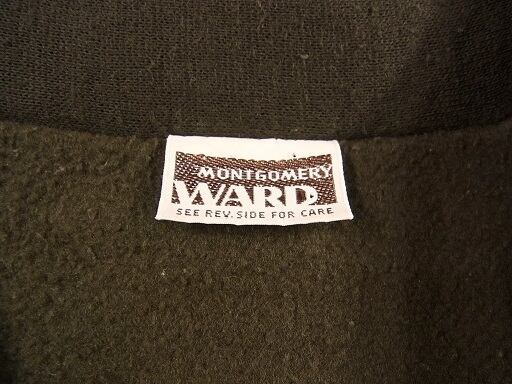 MONTGOMERY
WARD
SEE REV. SIDE FOR CARE